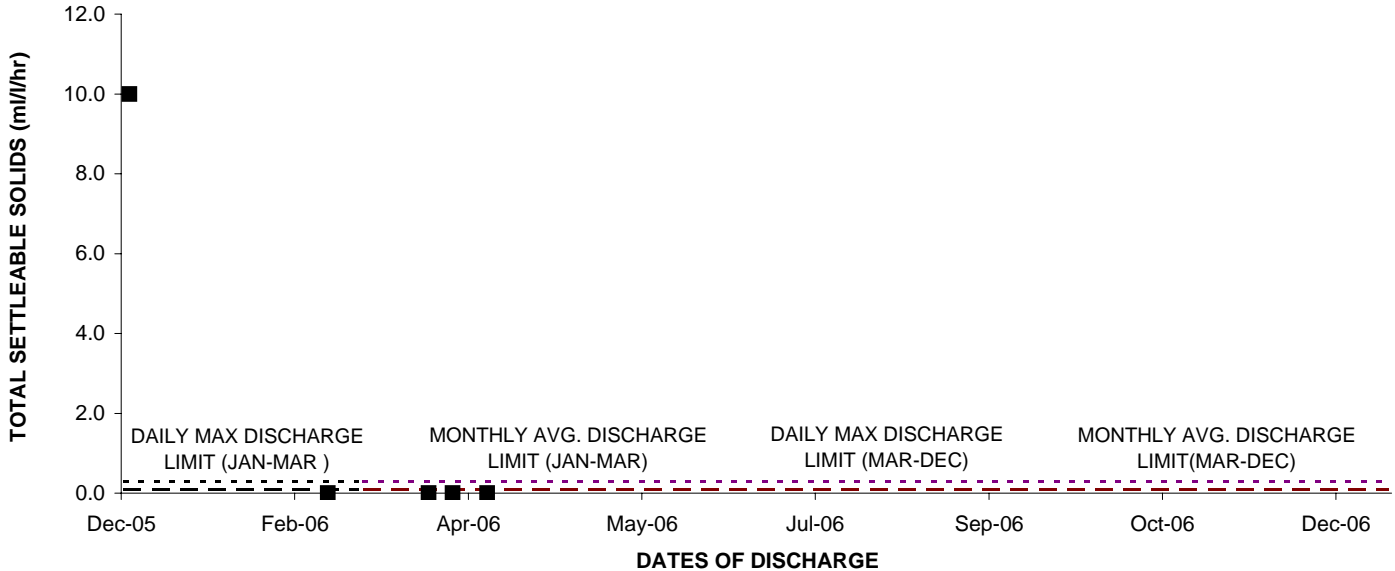 TOTAL SETTLEABLE SOLIDS (ml/l/hr)
12.0
10.0
8.0
6.0
4.0
2.0
0.0
DAILY MAX DISCHARGE
LIMIT (JAN-MAR )
MONTHLY AVG. DISCHARGE
LIMIT (JAN-MAR)
DAILY MAX DISCHARGE
LIMIT (MAR-DEC)
MONTHLY AVG. DISCHARGE
LIMIT(MAR-DEC)
Dec-05
Feb-06
Apr-06
May-06
Jul-06
Sep-06
Oct-06
Dec-06
DATES OF DISCHARGE